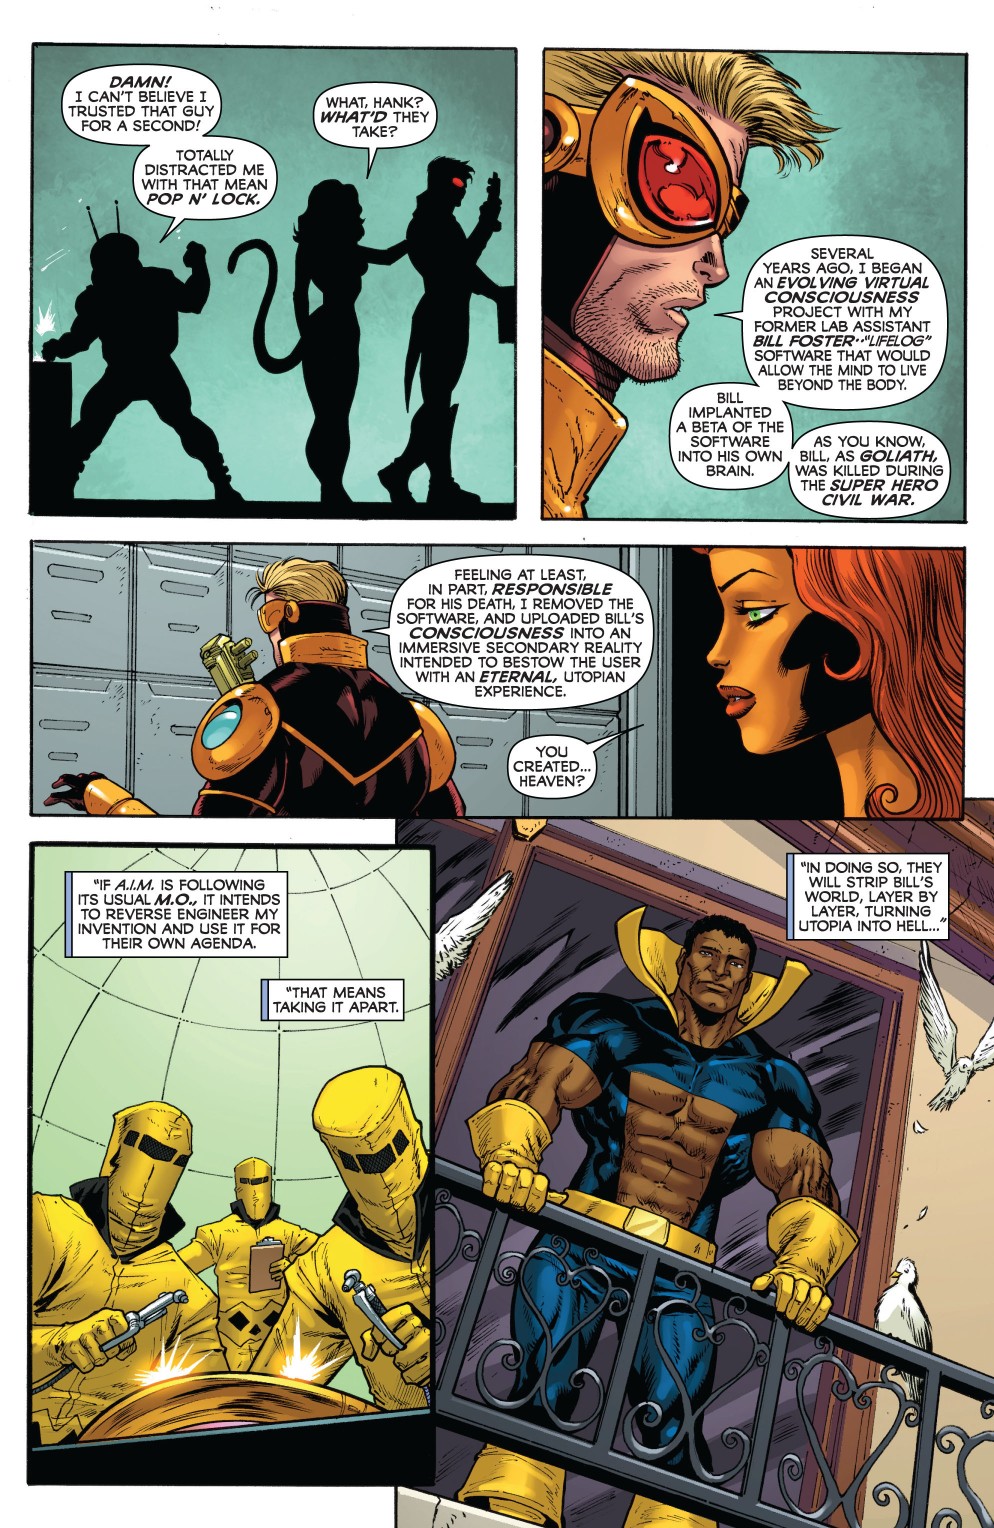 DAMN!
I CAN'T BELIEVE I
TRUSTED THAT GUY
FOR A SECOND!
TOTALLY
DISTRACTED ME
WITH THAT MEAN
POP N' LOCK.
WHAT, HANK?
WHAT'D THEY
TAKE?
SEVERAL
YEARS AGO, I BEGAN
AN EVOLVING VIRTUAL
CONSCIOUSNESS
PROJECT WITH MY
FORMER LAB ASSISTANT
BILL FOSTER--"LIFELOG"
SOFTWARE THAT WOULD
ALLOW THE MIND TO LIVE
BEYOND THE BODY.
BILL
IMPLANTED
A BETA OF THE
SOFTWARE
INTO HIS OWN
BRAIN.
AS YOU KNOW,
BILL, AS GOLIATH,
WAS KILLED DURING
THE SUPER HERO
CIVIL WAR.
FEELING AT LEAST,
IN PART, RESPONSIBLE
FOR HIS DEATH, I REMOVED THE
SOFTWARE, AND UPLOADED BILL'S
CONSCIOUSNESS INTO AN
IMMERSIVE SECONDARY REALITY
INTENDED TO BESTOW THE USER
WITH AN ETERNAL, UTOPIAN
EXPERIENCE.
YOU
CREATED...
HEAVEN?
"IF A.I.M. IS FOLLOWING
ITS USUAL M.O., IT INTENDS
TO REVERSE ENGINEER MY
INVENTION AND USE IT FOR
THEIR OWN AGENDA.
"THAT MEANS
TAKING IT APART.
"IN DOING SO, THEY
WILL STRIP BILL'S
WORLD, LAYER BY
LAYER, TURNING
UTOPIA INTO HELL..."